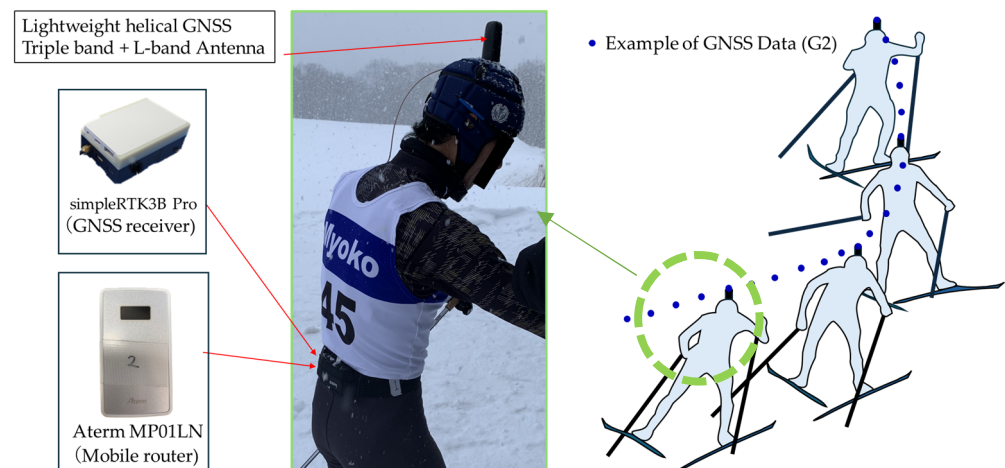 Lightweight helical GNSS
Triple band + L-band Antenna
simpleRTK3B Pro
(GNSS receiver)
2
Aterm
Aterm MP01LN
(Mobile router)
Myoko
45
Example of GNSS Data (G2)